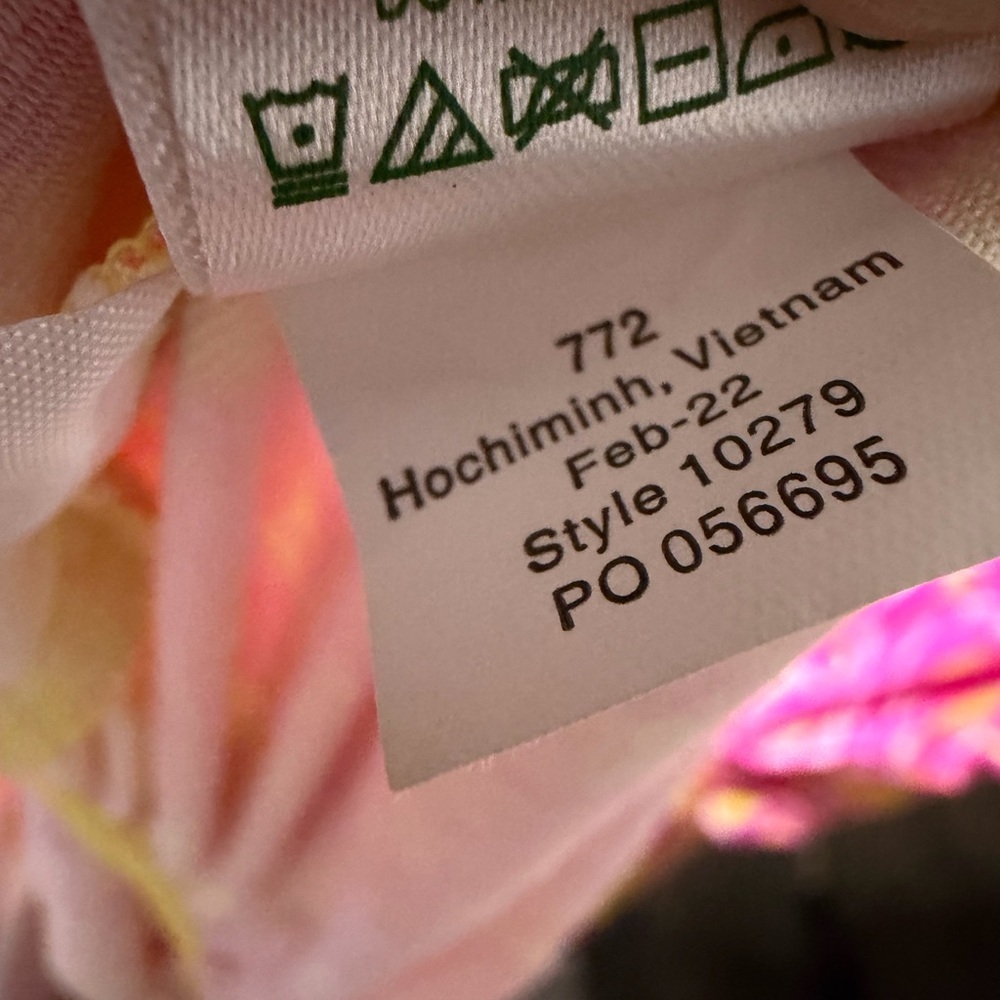 772
Hochiminh, Vietnam
Feb-22
Style 10279
PO 056695